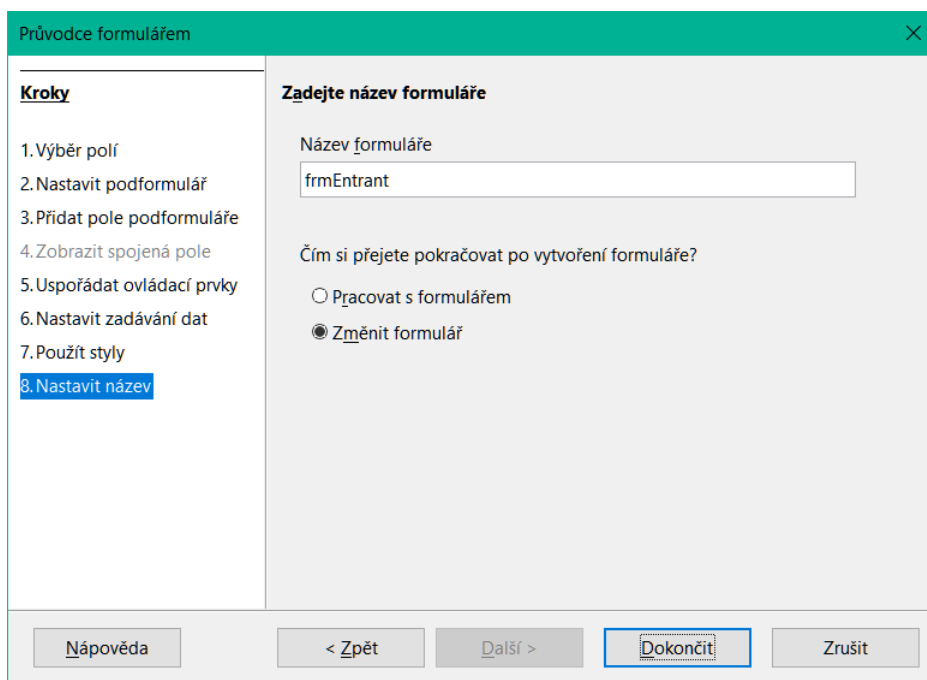 Průvodce formulářem
Kroky
1. Výběr polí
2. Nastavit podformulář
3. Přidat pole podformuláře
4. Zobrazit spojená pole
5. Uspořádat ovládací prvky
6. Nastavit zadávání dat
7. Použít styly
8. Nastavit název
Zadejte název formuláře
Název formuláře
frmEntrant
Čím si přejete pokračovat po vytvoření formuláře?
Pracovat s formulářem
Změnit formulář
Nápověda
< Zpět
Další >
Dokončit
Zrušit